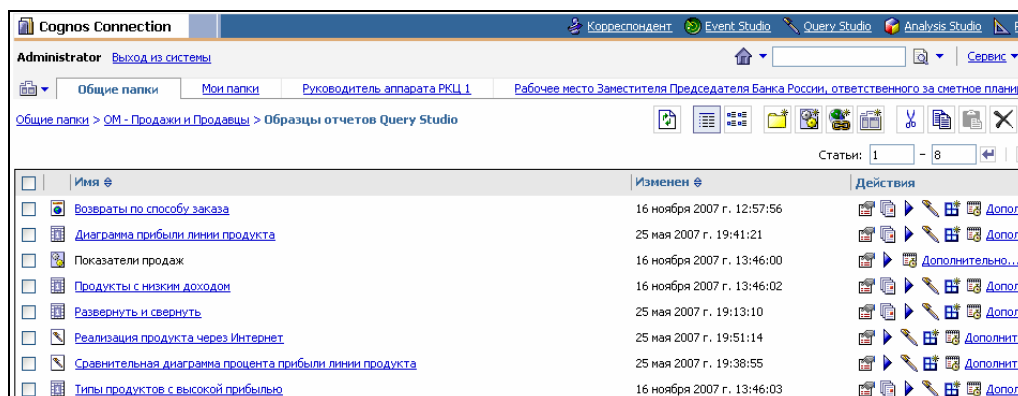 Cognos Connection Корреспондент Event Studio Query Studio Analysis Studio
Administrator Выход из системы Сервис
Общие папки Мои папки Руководитель аппарата РКЦ 1 Рабочее место Заместителя Председателя Банка России, ответственного за сметное
Общие папки > ОМ - Продажи и Продавцы > Образцы отчетов Query Studio
Статьи: 1 - 8
Имя Изменен Действия
Возвраты по способу заказа 16 ноября 2007 г. 12:57:56
Диаграмма прибыли линии продукта 25 мая 2007 г. 19:41:21
Показатели продаж 16 ноября 2007 г. 13:46:00 Дополнительно...
Продукты с низким доходом 16 ноября 2007 г. 13:46:02
Развернуть и свернуть 25 мая 2007 г. 19:13:10
Реализация продукта через Интернет 25 мая 2007 г. 19:51:14
Сравнительная диаграмма процента прибыли линии продукта 25 мая 2007 г. 19:38:55
Типы продуктов с высокой прибылью 16 ноября 2007 г. 13:46:03